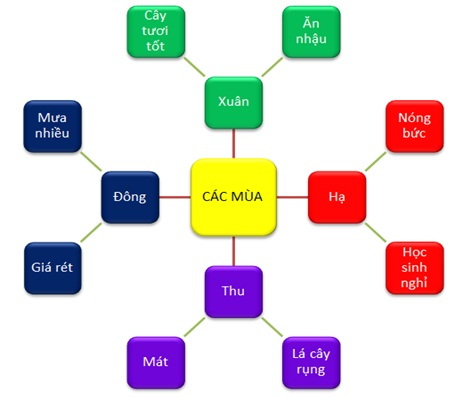 Cây
tươi
tốt
Ăn
nhậu
Xuân
Mưa
nhiều
Nóng
bức
Đông
CÁC MÙA
Hạ
Giá rét
Học
sinh
nghỉ
Thu
Mát
Lá cây
rụng